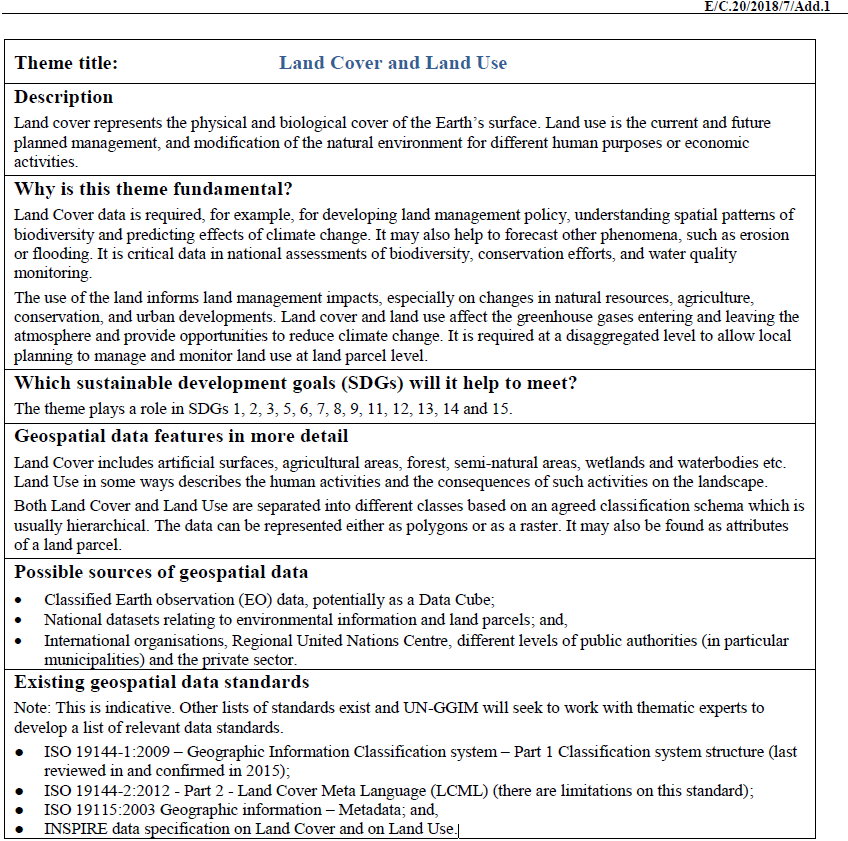 E/C.20/2018/7/Add.1
Theme title: Land Cover and Land Use
Description
Land cover represents the physical and biological cover of the Earth's surface. Land use is the current and future
planned management, and modification of the natural environment for different human purposes or economic
activities.
Why is this theme fundamental?
Land Cover data is required, for example, for developing land management policy, understanding spatial patterns of
biodiversity and predicting effects of climate change. It may also help to forecast other phenomena, such as erosion
or flooding. It is critical data in national assessments of biodiversity, conservation efforts, and water quality
monitoring.
The use of the land informs land management impacts, especially on changes in natural resources, agriculture,
conservation, and urban developments. Land cover and land use affect the greenhouse gases entering and leaving the
atmosphere and provide opportunities to reduce climate change. It is required at a disaggregated level to allow local
planning to manage and monitor land use at land parcel level.
Which sustainable development goals (SDGs) will it help to meet?
The theme plays a role in SDGs 1, 2, 3, 5, 6, 7, 8, 9, 11, 12, 13, 14 and 15.
Geospatial data features in more detail
Land Cover includes artificial surfaces, agricultural areas, forest, semi-natural areas, wetlands and waterbodies etc.
Land Use in some ways describes the human activities and the consequences of such activities on the landscape.
Both Land Cover and Land Use are separated into different classes based on an agreed classification schema which is
usually hierarchical. The data can be represented either as polygons or as a raster. It may also be found as attributes
of a land parcel.
Possible sources of geospatial data
• Classified Earth observation (EO) data, potentially as a Data Cube;
• National datasets relating to environmental information and land parcels; and,
• International organisations, Regional United Nations Centre, different levels of public authorities (in particular
municipalities) and the private sector.
Existing geospatial data standards
Note: This is indicative. Other lists of standards exist and UN-GGIM will seek to work with thematic experts to
develop a list of relevant data standards.
• ISO 19144-1:2009 – Geographic Information Classification system – Part 1 Classification system structure (last
reviewed in and confirmed in 2015);
• ISO 19144-2:2012 - Part 2 - Land Cover Meta Language (LCML) (there are limitations on this standard);
• ISO 19115:2003 Geographic information – Metadata; and,
• INSPIRE data specification on Land Cover and on Land Use.